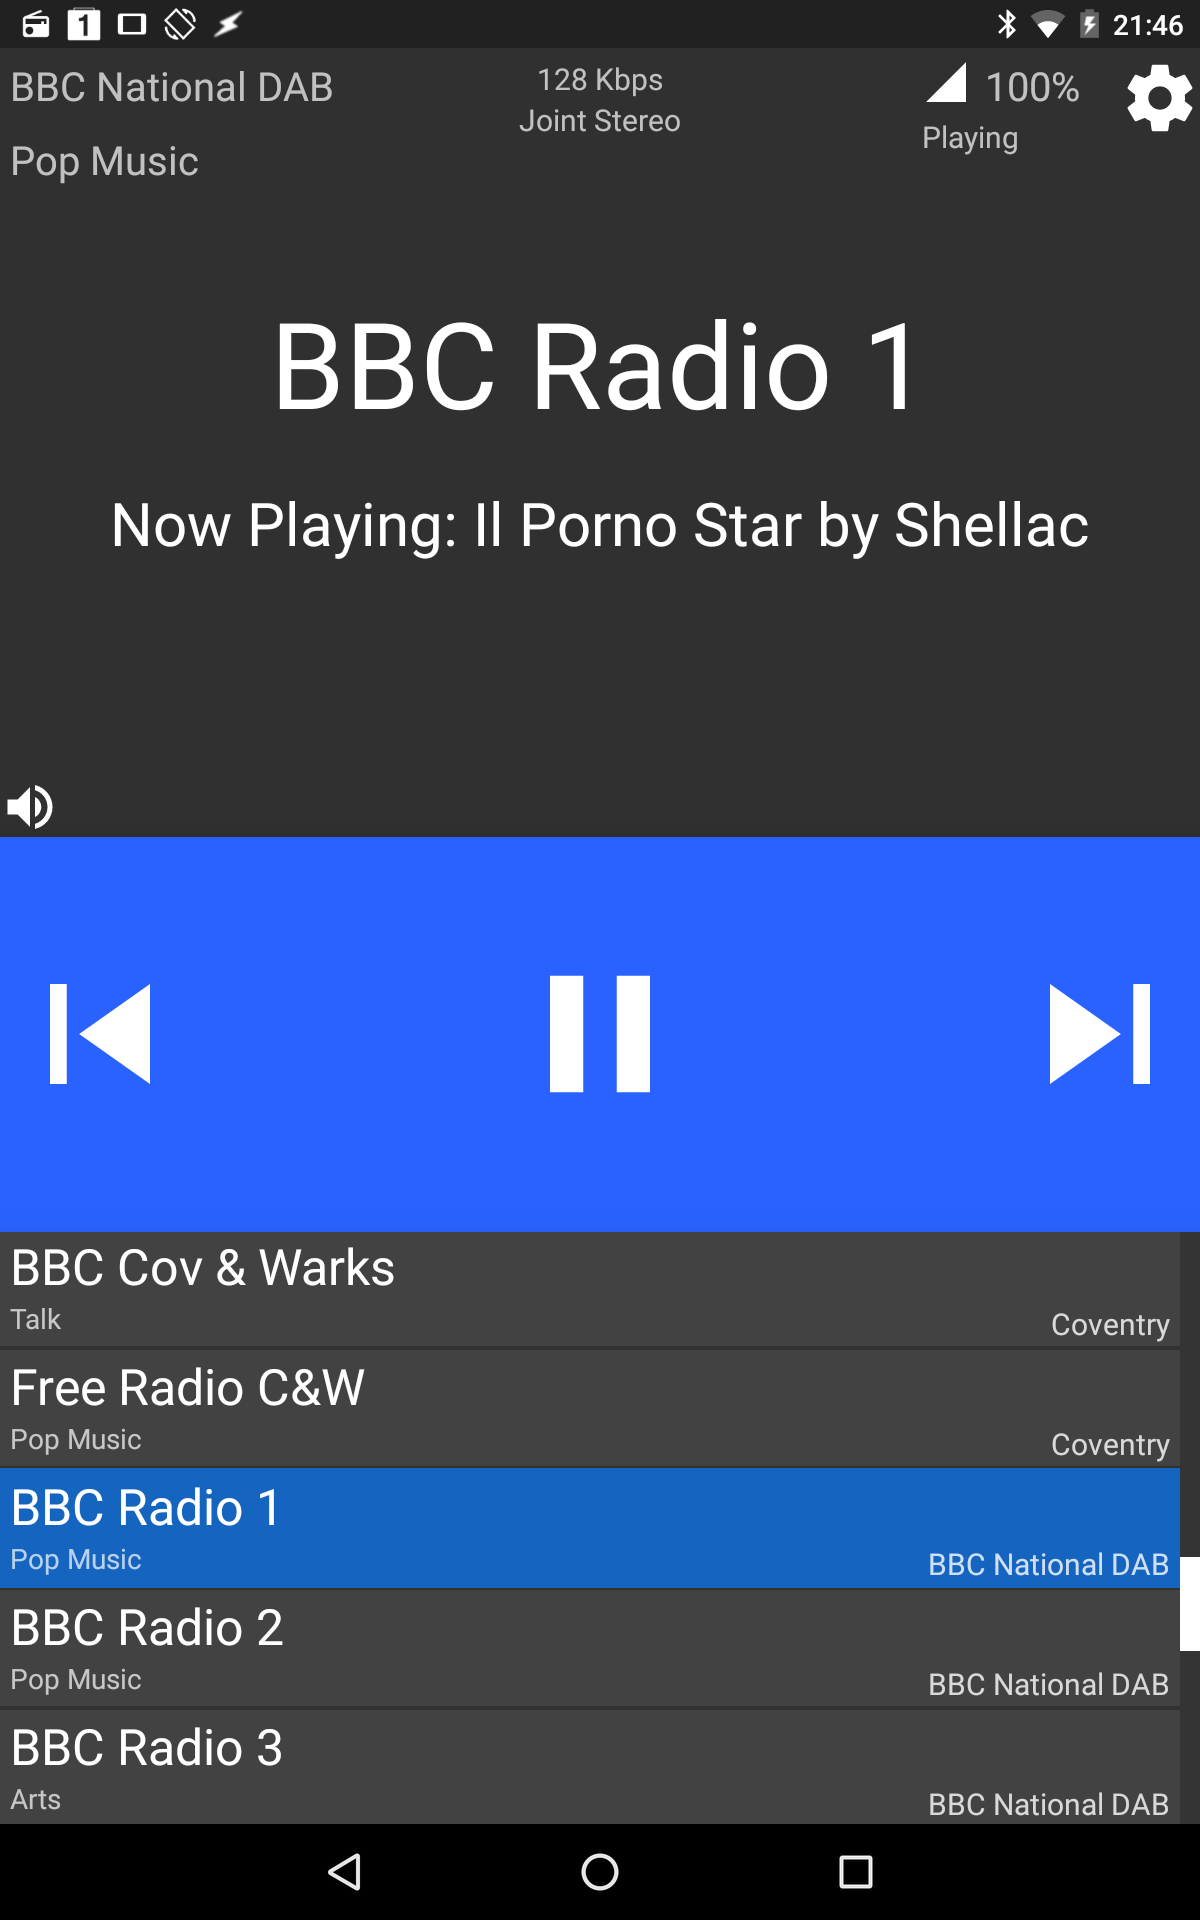 1
21:46
BBC National DAB
128 Kbps
100%
Joint Stereo
Playing
Pop Music
BBC Radio 1
Now Playing: Il Porno Star by Shellac
BBC Cov & Warks
Talk
Coventry
Free Radio C&W
Pop Music
Coventry
BBC Radio 1
Pop Music
BBC National DAB
BBC Radio 2
Pop Music
BBC National DAB
BBC Radio 3
Arts
BBC National DAB